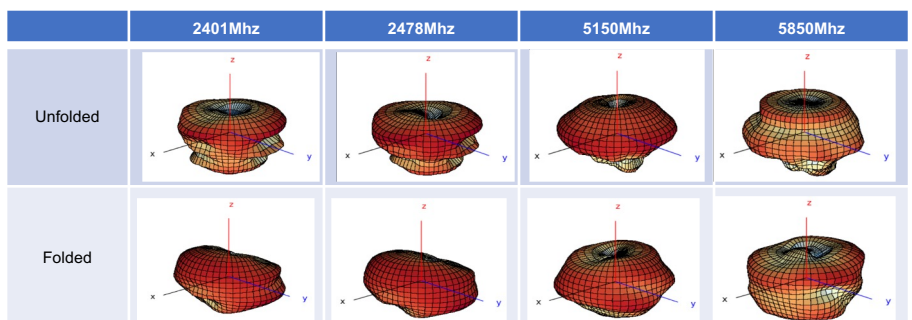 2401Mhz 2478Mhz 5150Mhz 5850Mhz
Unfolded
z z z z
x y x y x y x y
Folded
z z z z
x y x y x y x y